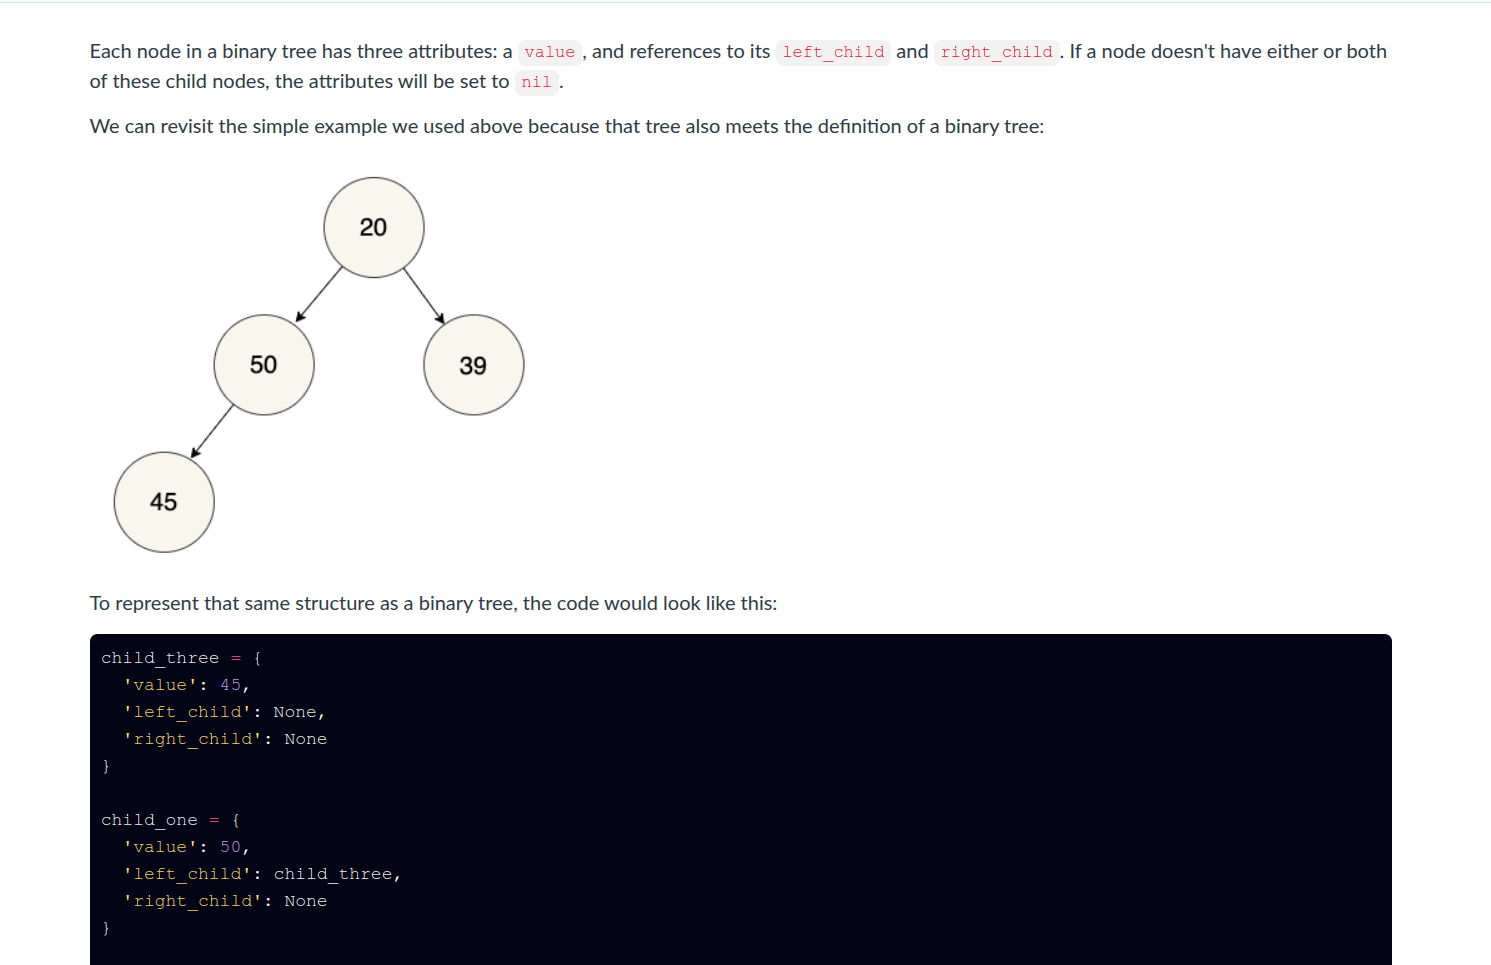 Each node in a binary tree has three attributes: a value , and references to its left_child and right_child . If a node doesn't have either or both
of these child nodes, the attributes will be set to nil .
We can revisit the simple example we used above because that tree also meets the definition of a binary tree:
20
50
39
45
To represent that same structure as a binary tree, the code would look like this:
child_three = {
  'value': 45,
  'left_child': None,
  'right_child': None
}
child_one = {
  'value': 50,
  'left_child': child_three,
  'right_child': None
}